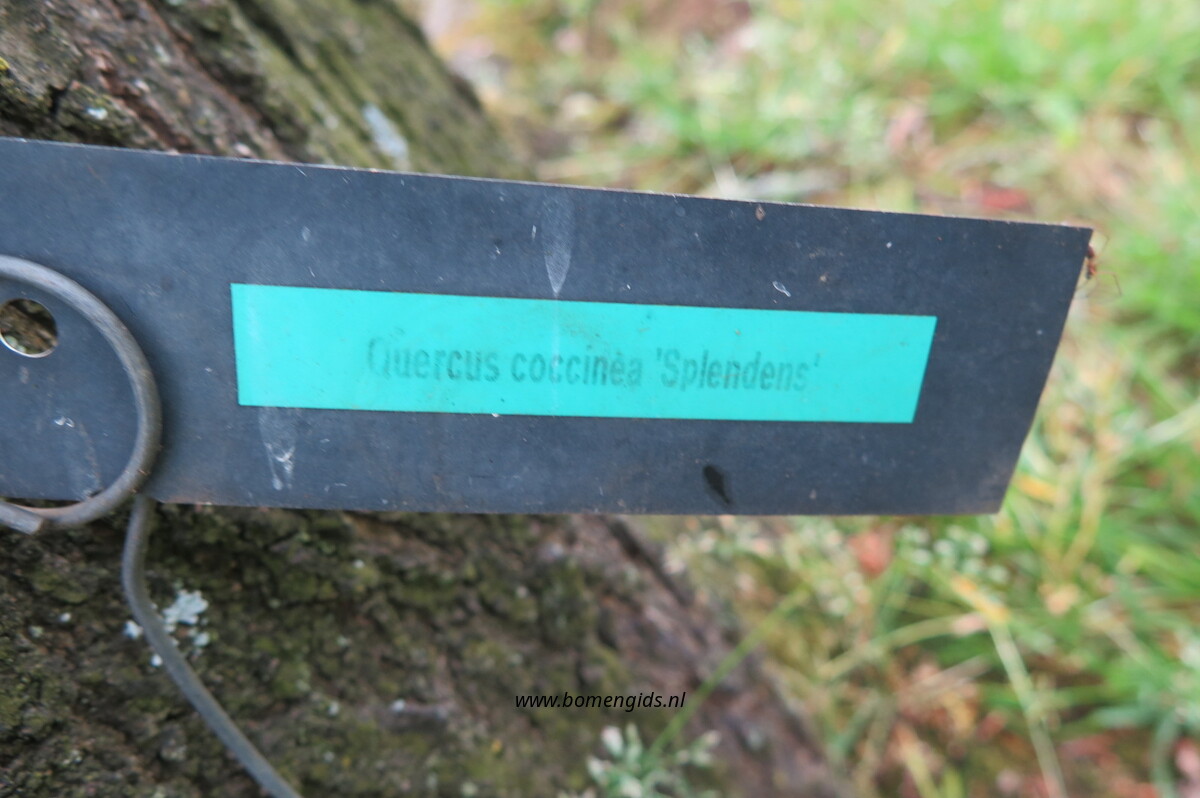 Quercus coccinea 'Splendens'
www.bomengids.nl